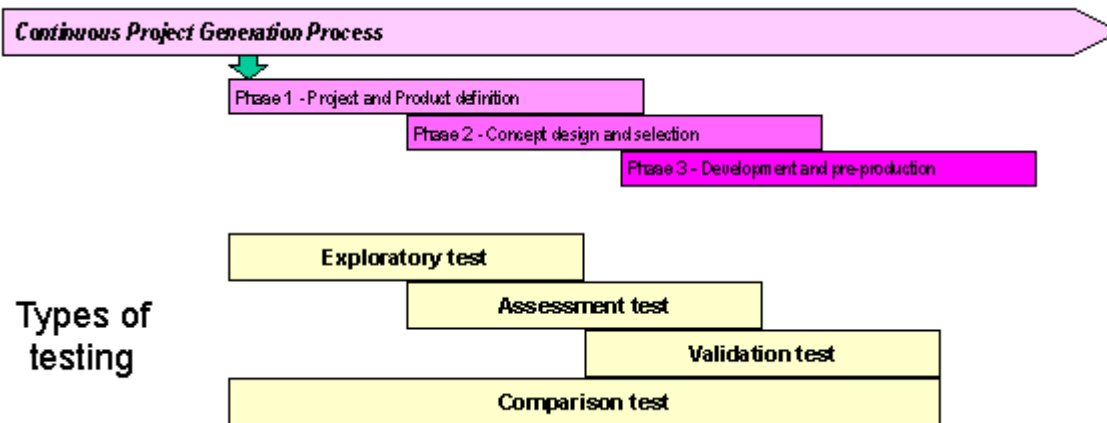 Continuous Project Generation Process
Phase 1 - Project and Product definition
Phase 2 - Concept design and selection
Phase 3 - Development and pre-production
Exploratory test
Assessment test
Types of
testing
Validation test
Comparison test